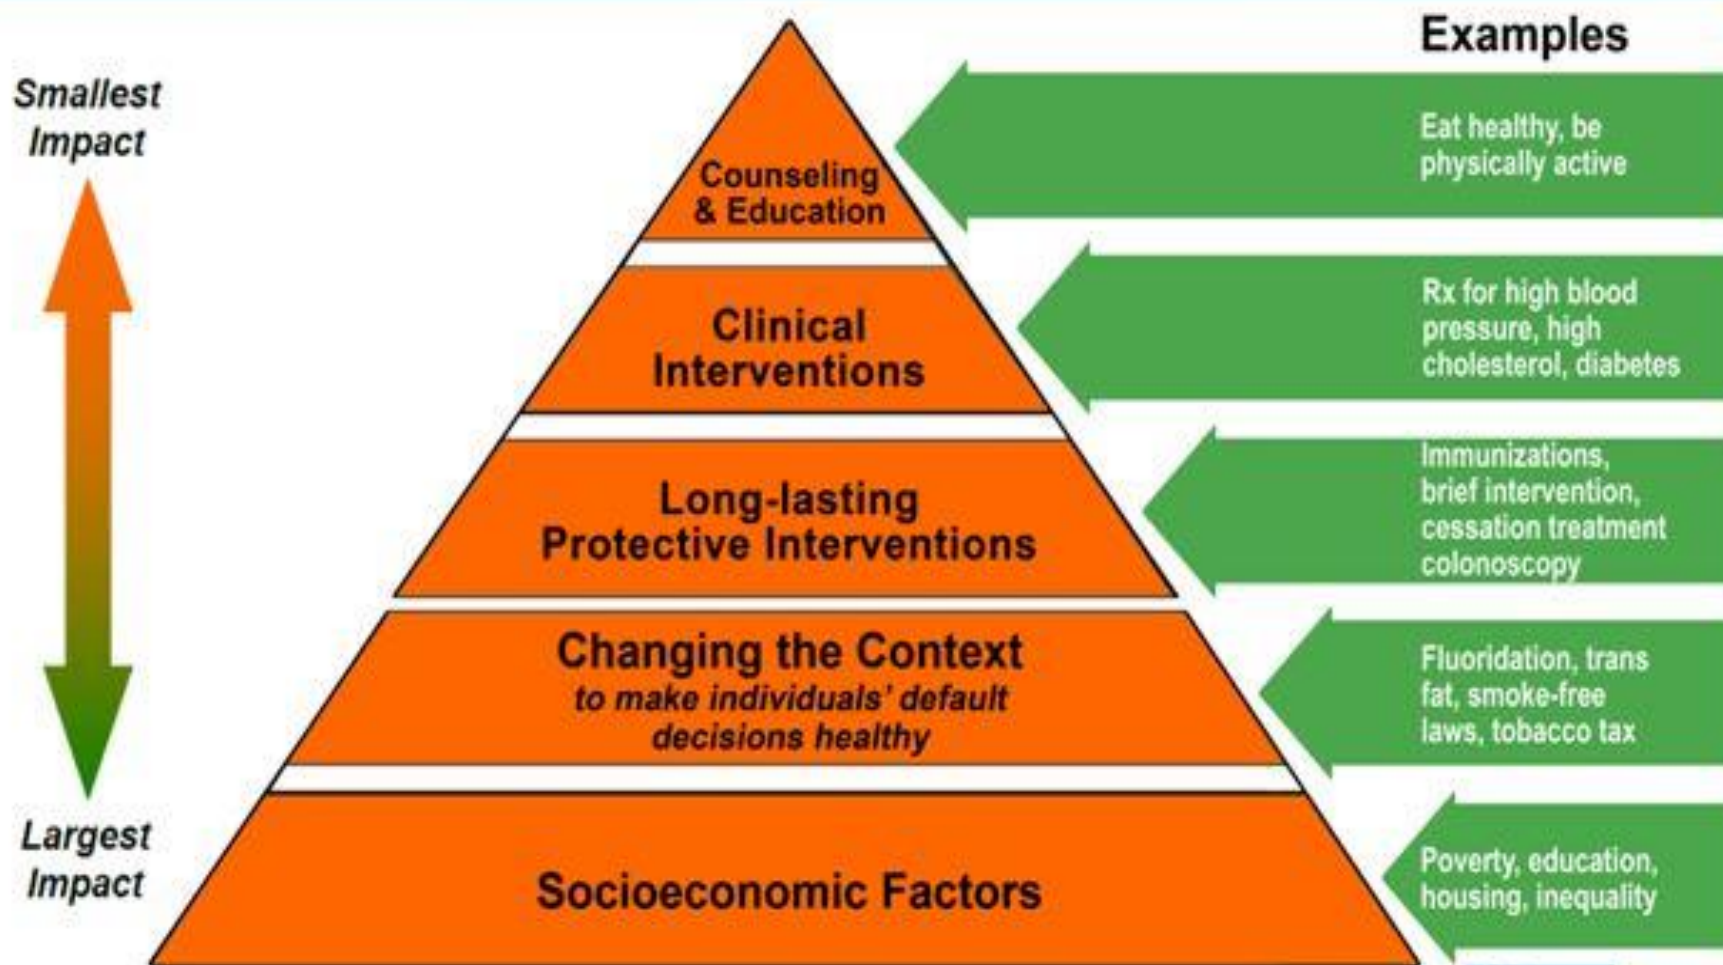 Examples
Smallest
Impact
Counseling
& Education
Eat healthy, be
physically active
Clinical
Interventions
Rx for high blood
pressure, high
cholesterol, diabetes
Long-lasting
Protective Interventions
Immunizations,
brief intervention,
cessation treatment
colonoscopy
Changing the Context
to make individuals' default
decisions healthy
Fluoridation, trans
fat, smoke-free
laws, tobacco tax
Largest
Impact
Socioeconomic Factors
Poverty, education,
housing, inequality